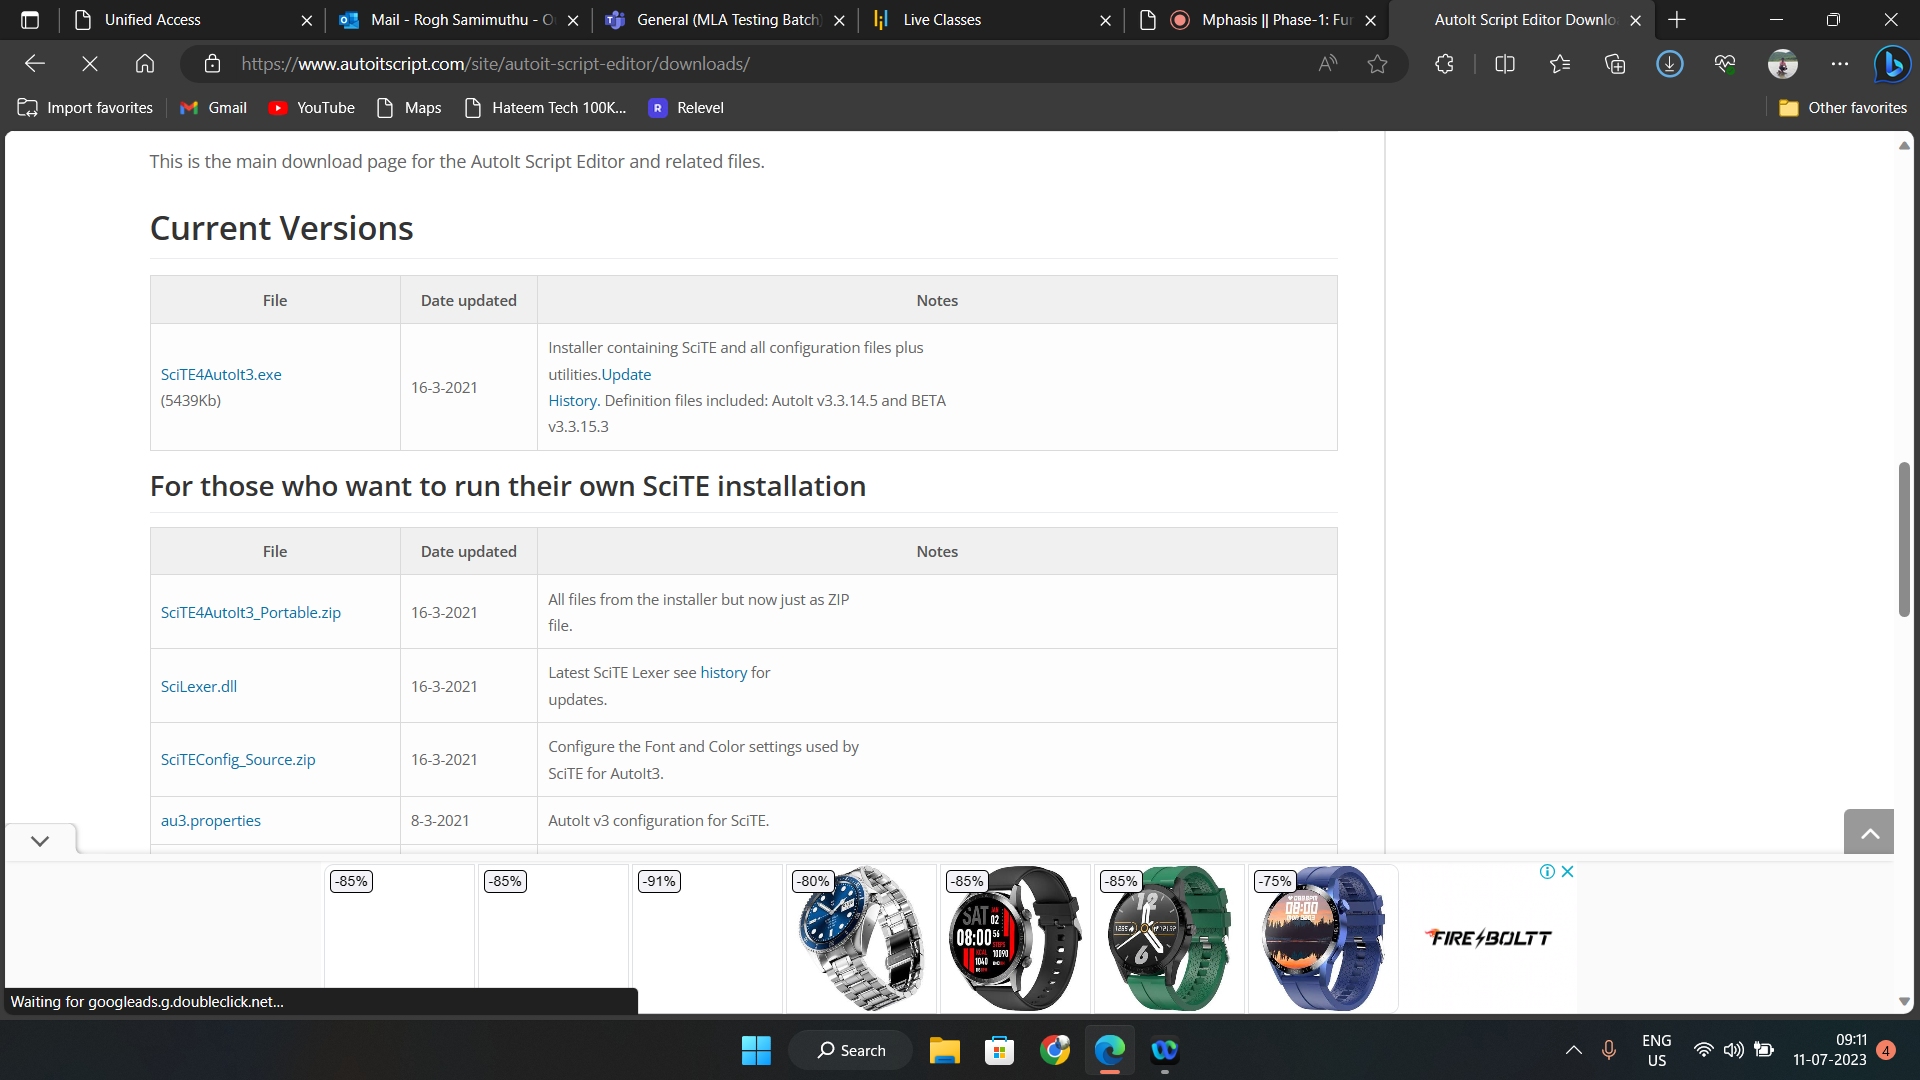 Unified Access
Mail - Rogh Samimuthu - O
General (MLA Testing Batch)
Live Classes
Mphasis || Phase-1: Fur
AutoIt Script Editor Downlo
https://www.autoitscript.com/site/autoit-script-editor/downloads/
Import favorites
Gmail
YouTube
Maps
Hateem Tech 100K...
R
Relevel
Other favorites
This is the main download page for the AutoIt Script Editor and related files.
Current Versions
File
Date updated
Notes
SciTE4AutoIt3.exe
(5439Kb)
16-3-2021
Installer containing SciTE and all configuration files plus
utilities.Update
History. Definition files included: AutoIt v3.3.14.5 and BETA
v3.3.15.3
For those who want to run their own SciTE installation
File
Date updated
Notes
SciTE4AutoIt3_Portable.zip
16-3-2021
All files from the installer but now just as ZIP
file.
SciLexer.dll
16-3-2021
Latest SciTE Lexer see history for
updates.
SciTEConfig_Source.zip
16-3-2021
Configure the Font and Color settings used by
SciTE for AutoIt3.
au3.properties
8-3-2021
AutoIt v3 configuration for SciTE.
-85%
-85%
-91%
-80%
-85%
-85%
-75%
SAT
02
08:00
56
1040
10090
12
6
08:00
FIRE-BOLTT
Waiting for googleads.g.doubleclick.net...
Search
ENG
US
09:11
11-07-2023
4